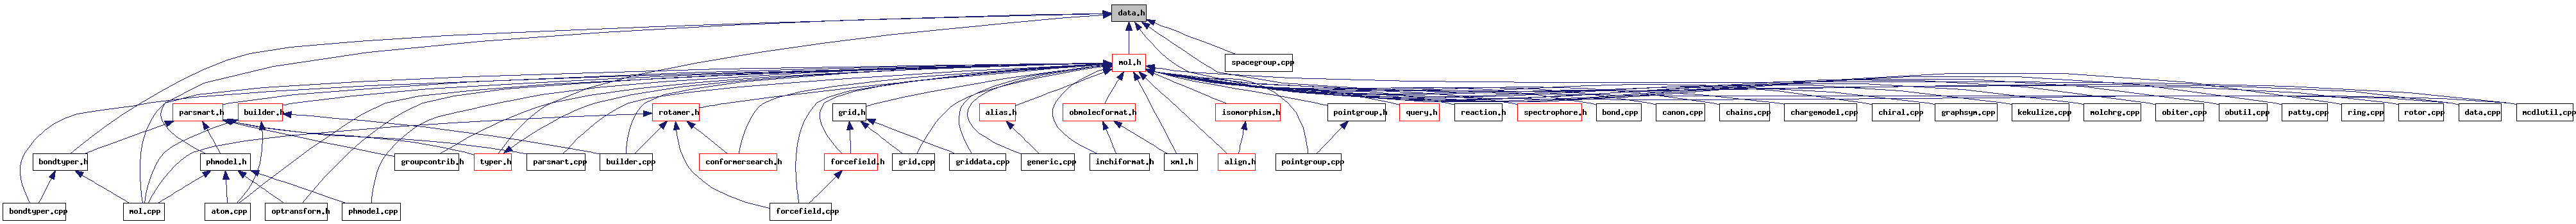 data.h
mol.h
spacegroup.cpp
parsmart.h
builder.h
rotamer.h
grid.h
alias.h
obmolecformat.h
isomorphism.h
pointgroup.h
query.h
reaction.h
spectrophore.h
bond.cpp
canon.cpp
chains.cpp
chargemodel.cpp
chiral.cpp
graphsym.cpp
kekulize.cpp
molchrg.cpp
obiter.cpp
obutil.cpp
patty.cpp
ring.cpp
rotor.cpp
data.cpp
mcdlutil.cpp
bondtyper.h
phmodel.h
groupcontrib.h
typer.h
parsmart.cpp
builder.cpp
conformersearch.h
forcefield.h
grid.cpp
griddata.cpp
generic.cpp
inchiformat.h
xml.h
align.h
pointgroup.cpp
bondtyper.cpp
mol.cpp
atom.cpp
optransform.h
phmodel.cpp
forcefield.cpp